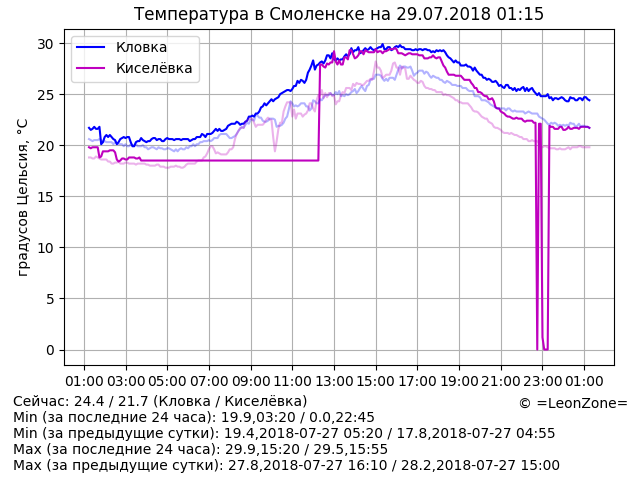 Температура в Смоленске на 29.07.2018 01:15
Кловка
Киселёвка
градусов Цельсия, °C
30
25
20
15
10
5
0
01:00 03:00 05:00 07:00 09:00 11:00 13:00 15:00 17:00 19:00 21:00 23:00 01:00
Сейчас: 24.4 / 21.7 (Кловка / Киселёвка)
© =LeonZone=
Min (за последние 24 часа): 19.9,03:20 / 0.0,22:45
Min (за предыдущие сутки): 19.4,2018-07-27 05:20 / 17.8,2018-07-27 04:55
Max (за последние 24 часа): 29.9,15:20 / 29.5,15:55
Max (за предыдущие сутки): 27.8,2018-07-27 16:10 / 28.2,2018-07-27 15:00